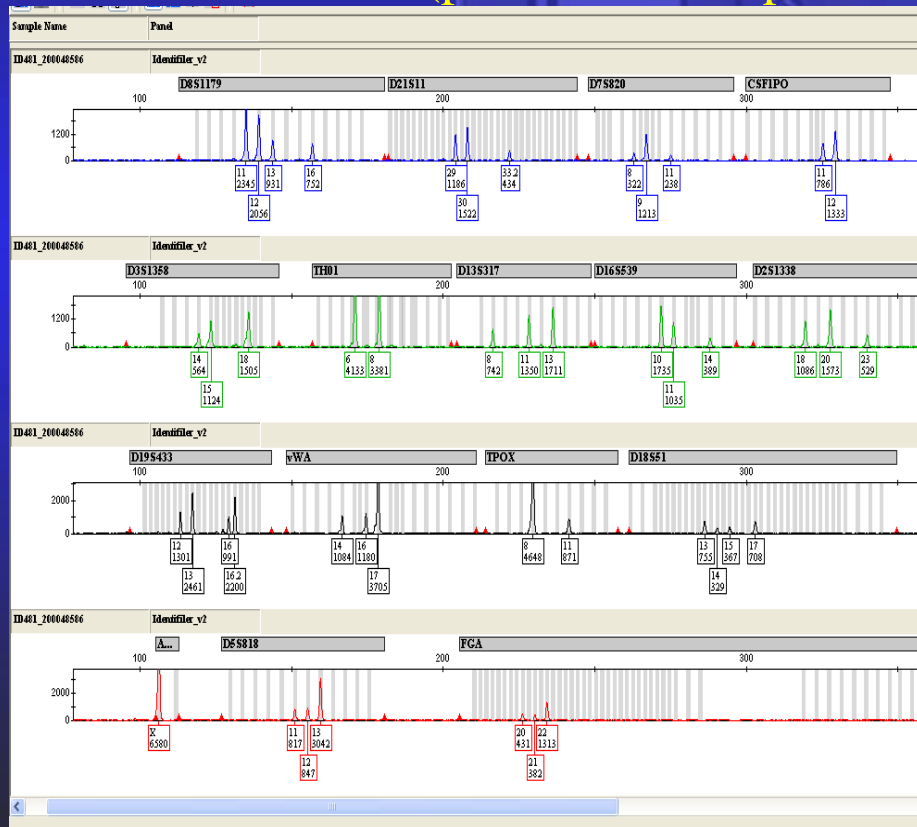 Sample Name Panel
ID481_200048586 Identifiler_v2
D8S1179 D21S11 D7S820 CSF1PO
100 200 300
1200
0
11 13 16 29 33.2 8 11 11
2345 931 752 1186 434 322 238 786
12 30 9 12
2056 1522 1213 1333
ID481_200048586 Identifiler_v2
D3S1358 TH01 D13S317 D16S539 D2S1338
100 200 300
1200
0
14 18 6 8 8 11 13 10 14 18 20 23
564 1505 4133 3381 742 1350 1711 1735 389 1086 1573 529
15 11
1124 1035
ID481_200048586 Identifiler_v2
D19S433 vWA TPOX D18S51
100 200 300
2000
0
12 16 14 16 8 11 13 15 17
1301 991 1084 1180 4648 871 755 367 708
13 16.2 17 14
2461 2200 3705 329
ID481_200048586 Identifiler_v2
A... D5S818 FGA
100 200 300
2000
0
X 11 13 20 22
6580 817 3042 431 1313
12 21
847 382